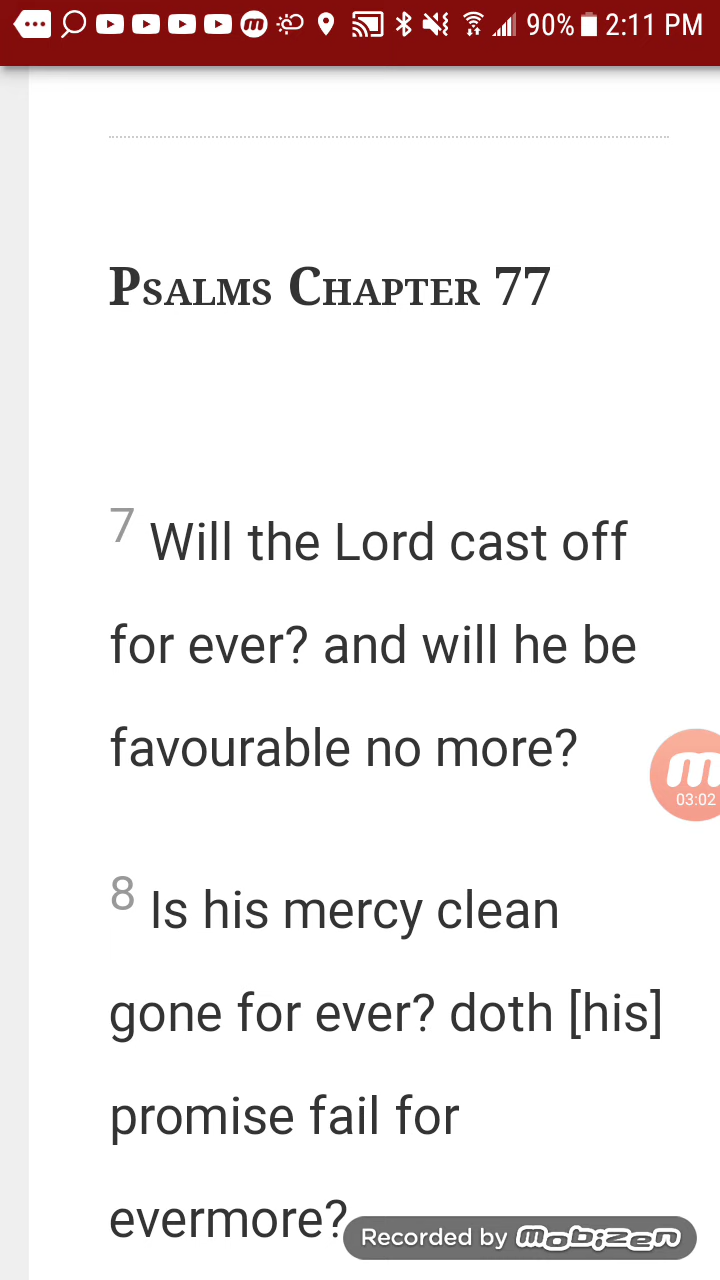 90% 2:11 PM
Psalms Chapter 77
7 Will the Lord cast off
for ever? and will he be
favourable no more?
m
03:02
8 Is his mercy clean
gone for ever? doth [his]
promise fail for
evermore?
Recorded by mobizen